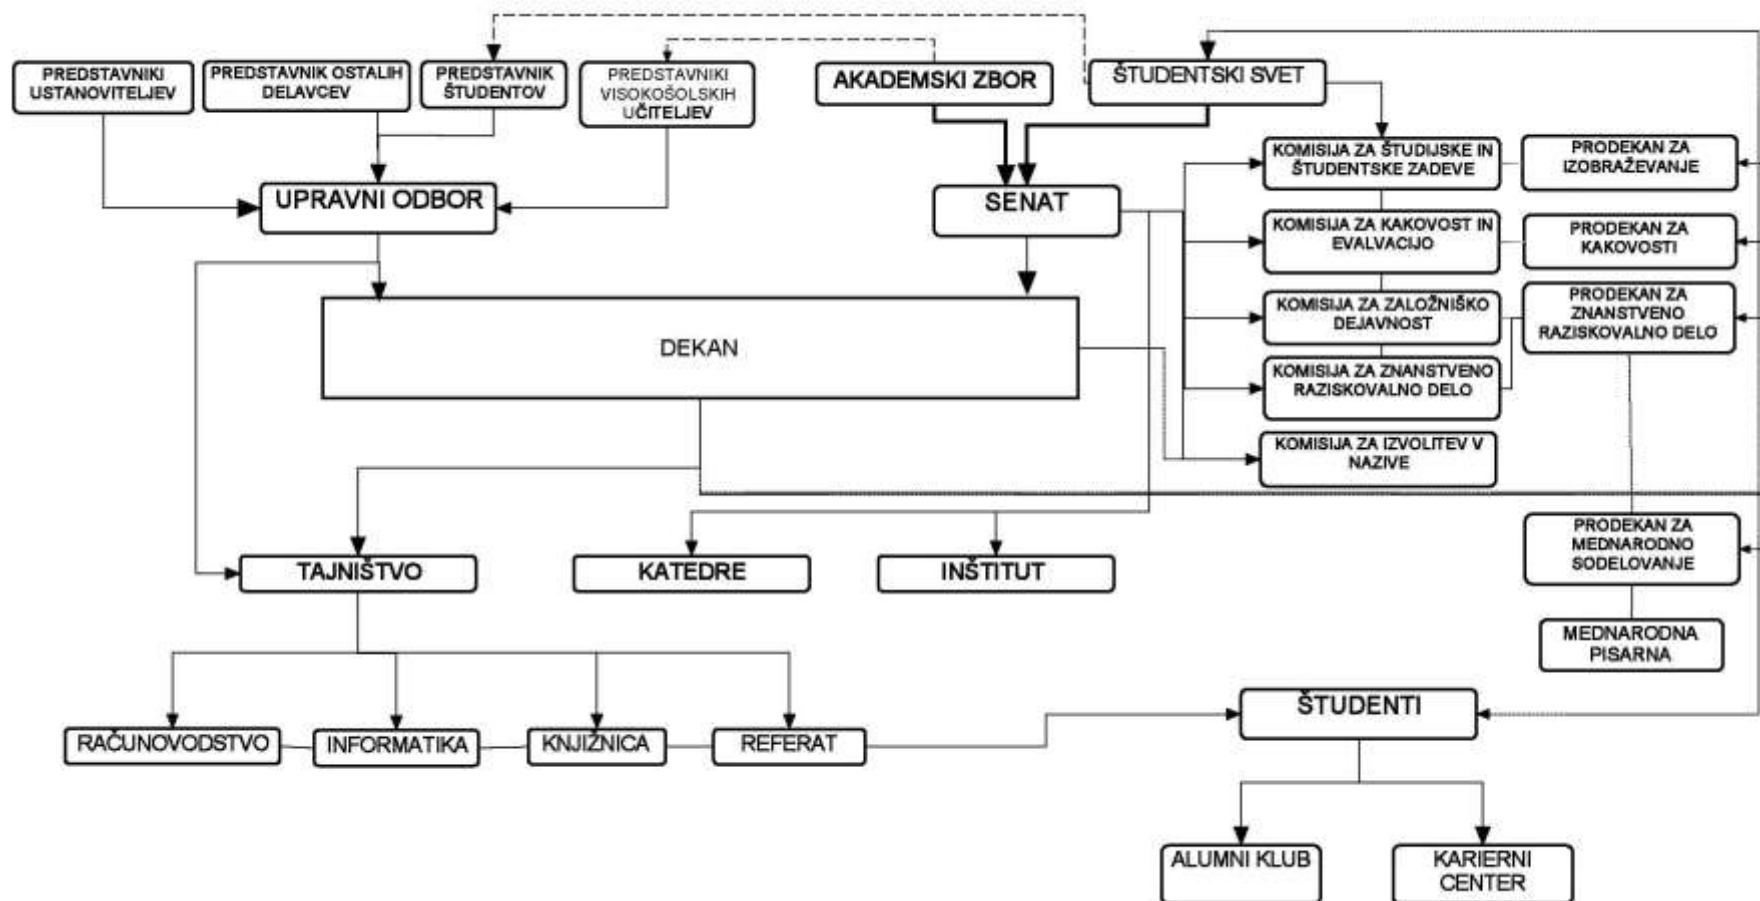 PREDSTAVNIKI
USTANOVITELJEV
PREDSTAVNIK OSTALIH
DELAVCEV
PREDSTAVNIK
ŠTUDENTOV
PREDSTAVNIKI
VISOKOŠOLSKIH
UČITELJEV
AKADEMSKI ZBOR
ŠTUDENTSKI SVET
UPRAVNI ODBOR
SENAT
KOMISIJA ZA ŠTUDIJSKE IN
ŠTUDENTSKE ZADEVE
PRODEKAN ZA
IZOBRAŽEVANJE
KOMISIJA ZA KAKOVOST IN
EVALVACIJO
PRODEKAN ZA
KAKOVOSTI
KOMISIJA ZA ZALOŽNIŠKO
DEJAVNOST
PRODEKAN ZA
ZNANSTVENO
RAZISKOVALNO DELO
DEKAN
KOMISIJA ZA ZNANSTVENO
RAZISKOVALNO DELO
KOMISIJA ZA IZVOLITEV V
NAZIVE
TAJNIŠTVO
KATEDRE
INŠTITUT
PRODEKAN ZA
MEDNARODNO
SODELOVANJE
MEDNARODNA
PISARNA
RAČUNOVODSTVO
INFORMATIKA
KNJIŽNICA
REFERAT
ŠTUDENTI
ALUMNI KLUB
KARIERNI
CENTER